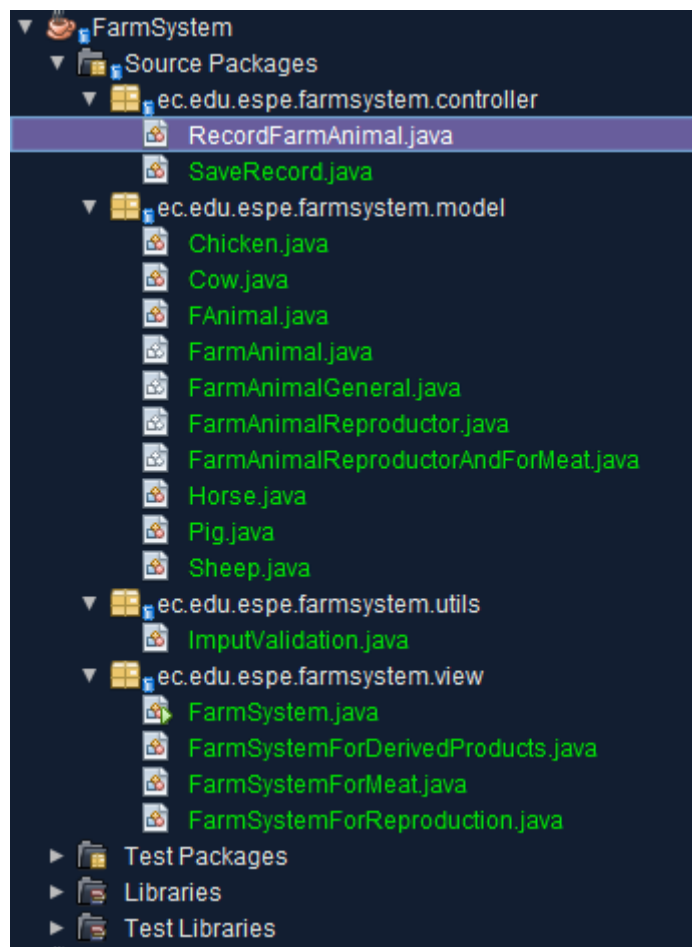 FarmSystem
Source Packages
ec.edu.espe.farmsystem.controller
RecordFarmAnimal.java
SaveRecord.java
ec.edu.espe.farmsystem.model
Chicken.java
Cow.java
FAnimal.java
FarmAnimal.java
FarmAnimalGeneral.java
FarmAnimalReproductor.java
FarmAnimalReproductorAndForMeat.java
Horse.java
Pig.java
Sheep.java
ec.edu.espe.farmsystem.utils
ImputValidation.java
ec.edu.espe.farmsystem.view
FarmSystem.java
FarmSystemForDerivedProducts.java
FarmSystemForMeat.java
FarmSystemForReproduction.java
Test Packages
Libraries
Test Libraries